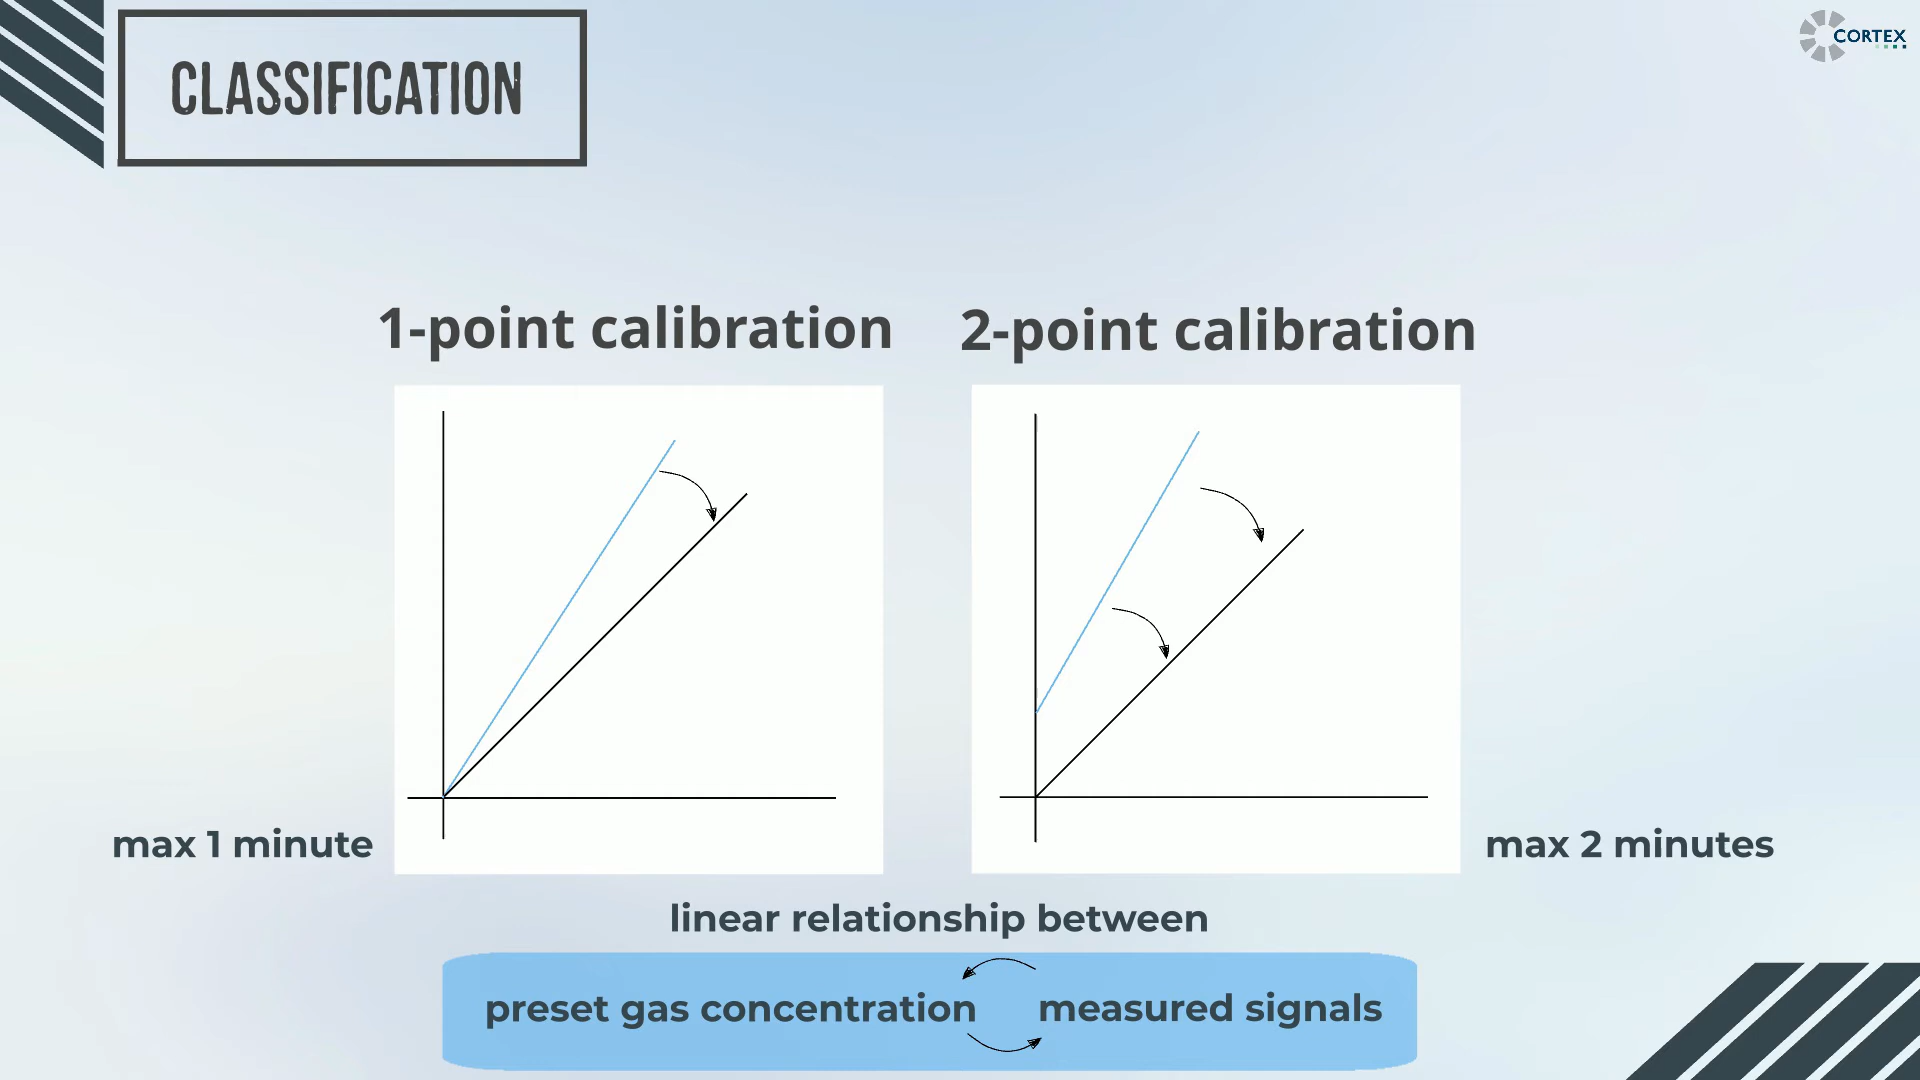 CLASSIFICATION
CORTEX
1-point calibration
2-point calibration
max 1 minute
max 2 minutes
linear relationship between
preset gas concentration
measured signals